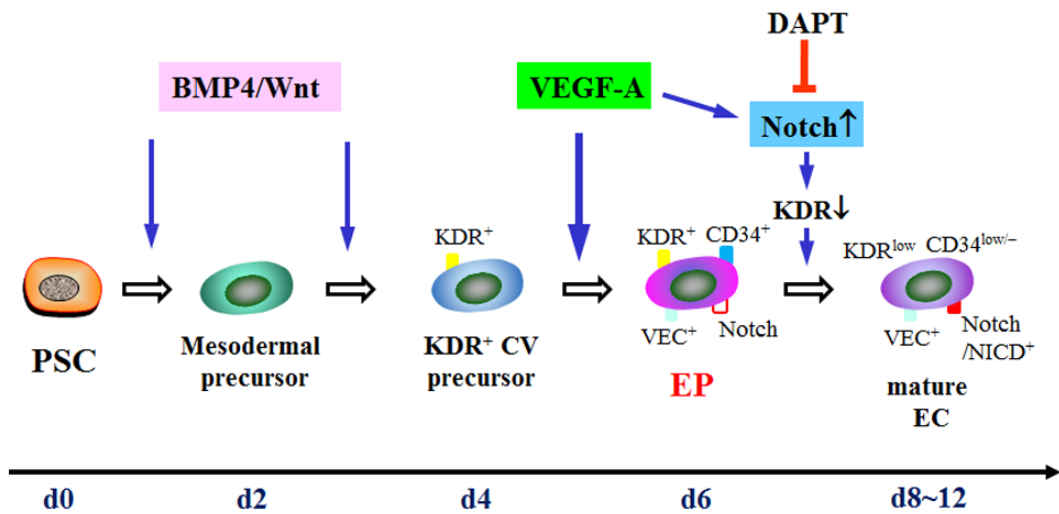 DAPT
BMP4/Wnt
VEGF-A
Notch↑
KDR↓
KDR⁺
KDR⁺
CD34⁺
KDRˡᵒʷ CD34ˡᵒʷ/⁻
VEC⁺
Notch
VEC⁺
Notch
/NICD⁺
PSC
Mesodermal
precursor
KDR⁺ CV
precursor
EP
mature
EC
d0
d2
d4
d6
d8~12